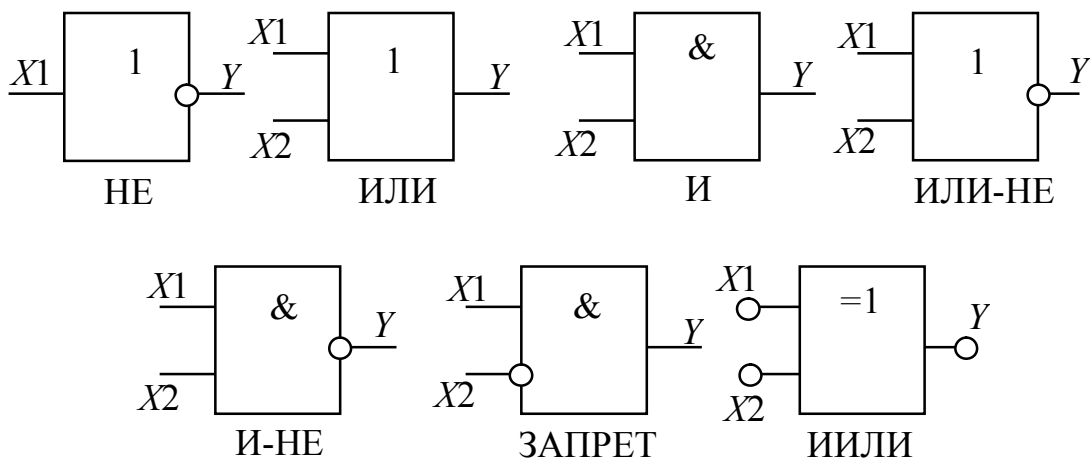 X1 1 Y
НЕ
X1 1 Y
X2
ИЛИ
X1 & Y
X2
И
X1 1 Y
X2
ИЛИ-НЕ
X1 & Y
X2
И-НЕ
X1 & Y
X2
ЗАПРЕТ
X1 =1 Y
X2
ИИЛИ